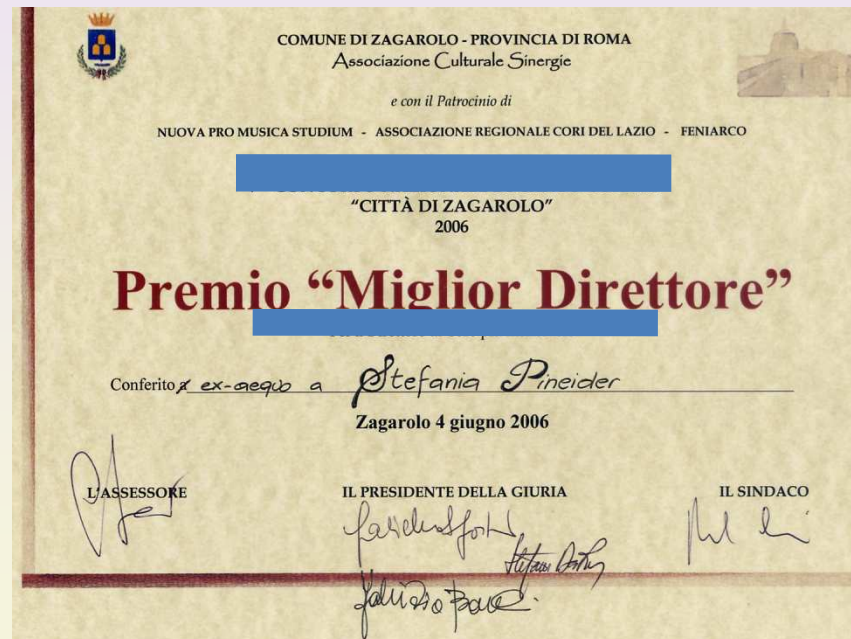 COMUNE DI ZAGAROLO - PROVINCIA DI ROMA
Associazione Culturale Sinergie
e con il Patrocinio di
NUOVA PRO MUSICA STUDIUM - ASSOCIAZIONE REGIONALE CORI DEL LAZIO - FENIARCO
“CITTÀ DI ZAGAROLO”
2006
Premio “Miglior Direttore”
Conferito a ex-aequo a Stefania Pineider
Zagarolo 4 giugno 2006
L'ASSESSORE IL PRESIDENTE DELLA GIURIA IL SINDACO